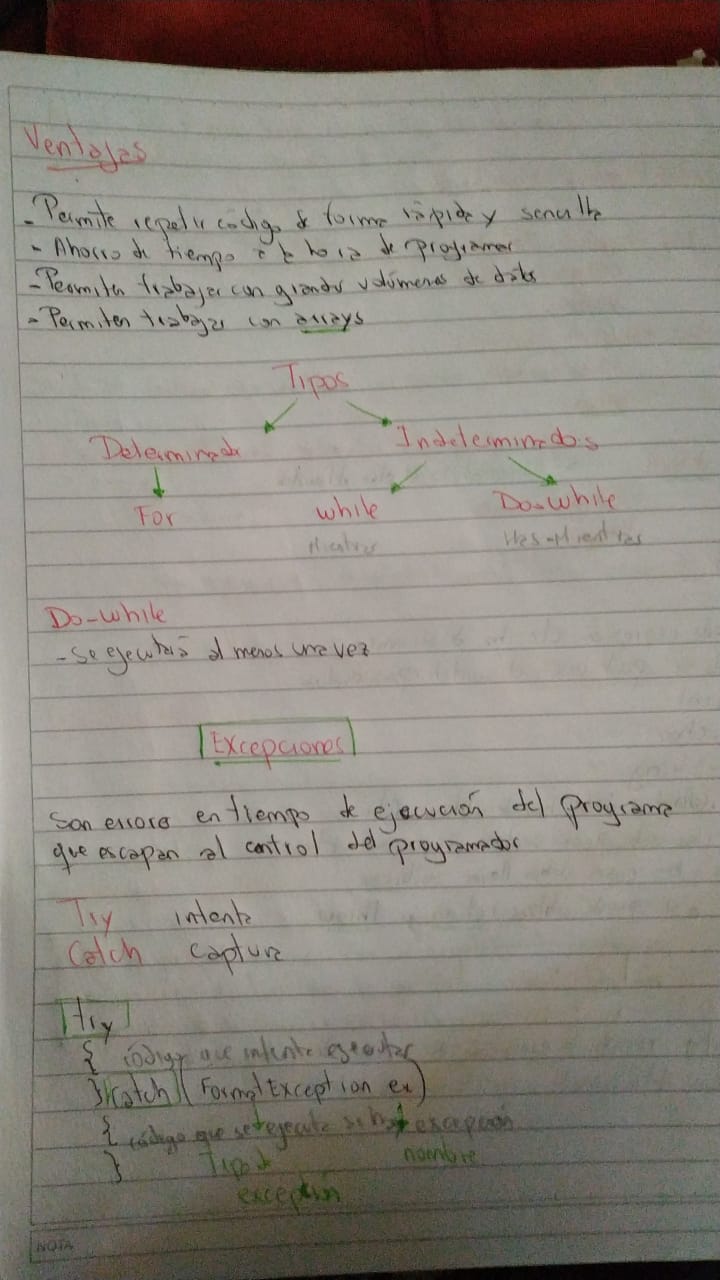 Ventajas
- Permite repetir código de forma rápida y sencilla
- Ahorro de tiempo a la hora de programar
- Permiten trabajar con grandes volúmenes de datos
- Permiten trabajar con arrays
Tipos
Determinado Indeterminados
For while Do-while
Mientras Has-Mientras
Do-while
- Se ejecutará al menos una vez
Excepciones
Son errores en tiempo de ejecución del programa
que escapan al control del programador
Try intenta
Catch captura
try
{ código que intenta ejecutar
} Catch (FormatException ex)
{ código que se ejecuta si hay excepción
} Tipo de nombre
excepción
NOTA